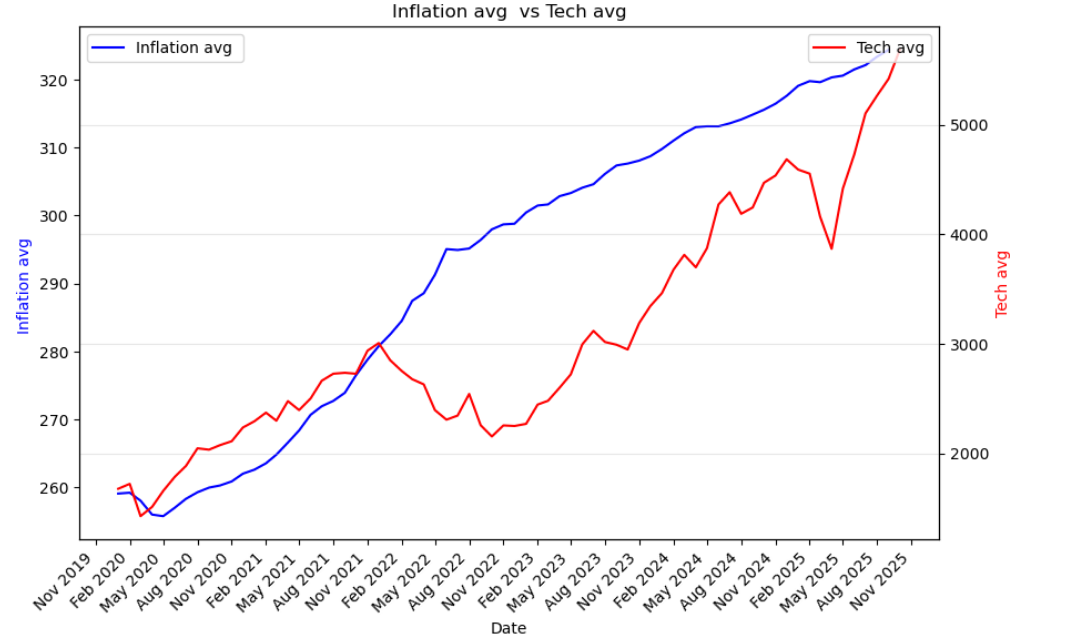 Inflation avg  vs Tech avg
Inflation avg
Tech avg
320
310
300
290
280
270
260
Inflation avg
5000
4000
3000
2000
Tech avg
Nov 2019
Feb 2020
May 2020
Aug 2020
Nov 2020
Feb 2021
May 2021
Aug 2021
Nov 2021
Feb 2022
May 2022
Aug 2022
Nov 2022
Feb 2023
May 2023
Aug 2023
Nov 2023
Feb 2024
May 2024
Aug 2024
Nov 2024
Feb 2025
May 2025
Aug 2025
Nov 2025
Date